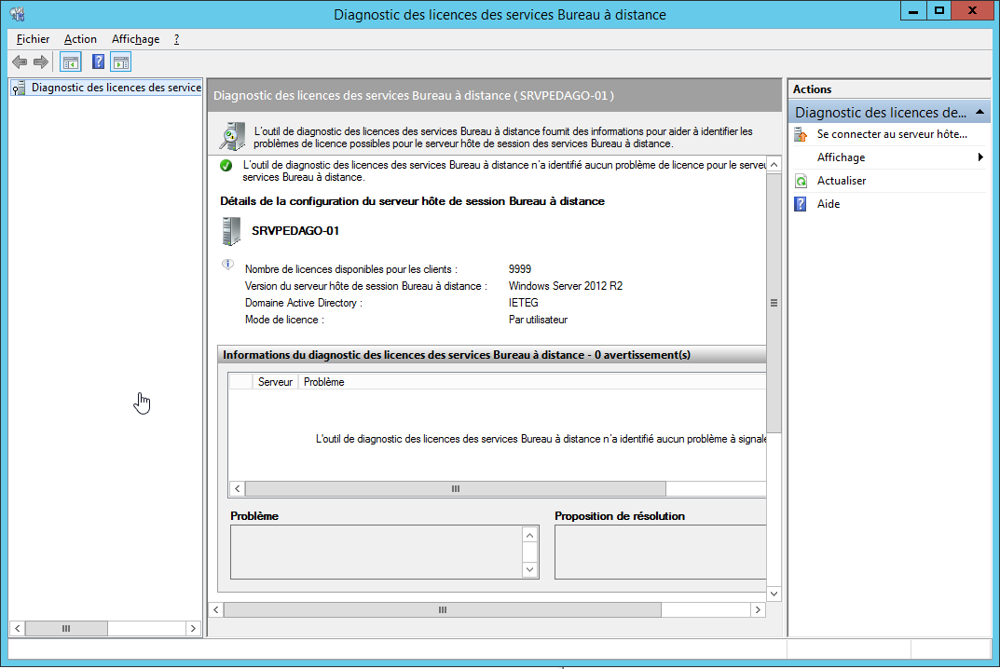 Diagnostic des licences des services Bureau à distance
Fichier Action Affichage ?
Diagnostic des licences des service
Diagnostic des licences des services Bureau à distance ( SRVPEDAGO-01 )
L'outil de diagnostic des licences des services Bureau à distance fournit des informations pour aider à identifier les
problèmes de licence possibles pour le serveur hôte de session des services Bureau à distance.
L'outil de diagnostic des licences des services Bureau à distance n'a identifié aucun problème de licence pour le serveu
services Bureau à distance.
Détails de la configuration du serveur hôte de session Bureau à distance
SRVPEDAGO-01
Nombre de licences disponibles pour les clients : 9999
Version du serveur hôte de session Bureau à distance : Windows Server 2012 R2
Domaine Active Directory : IETEG
Mode de licence : Par utilisateur
Informations du diagnostic des licences des services Bureau à distance - 0 avertissement(s)
Serveur Problème
L'outil de diagnostic des licences des services Bureau à distance n'a identifié aucun problème à signale
Problème
Proposition de résolution
Actions
Diagnostic des licences de...
Se connecter au serveur hôte...
Affichage
Actualiser
Aide